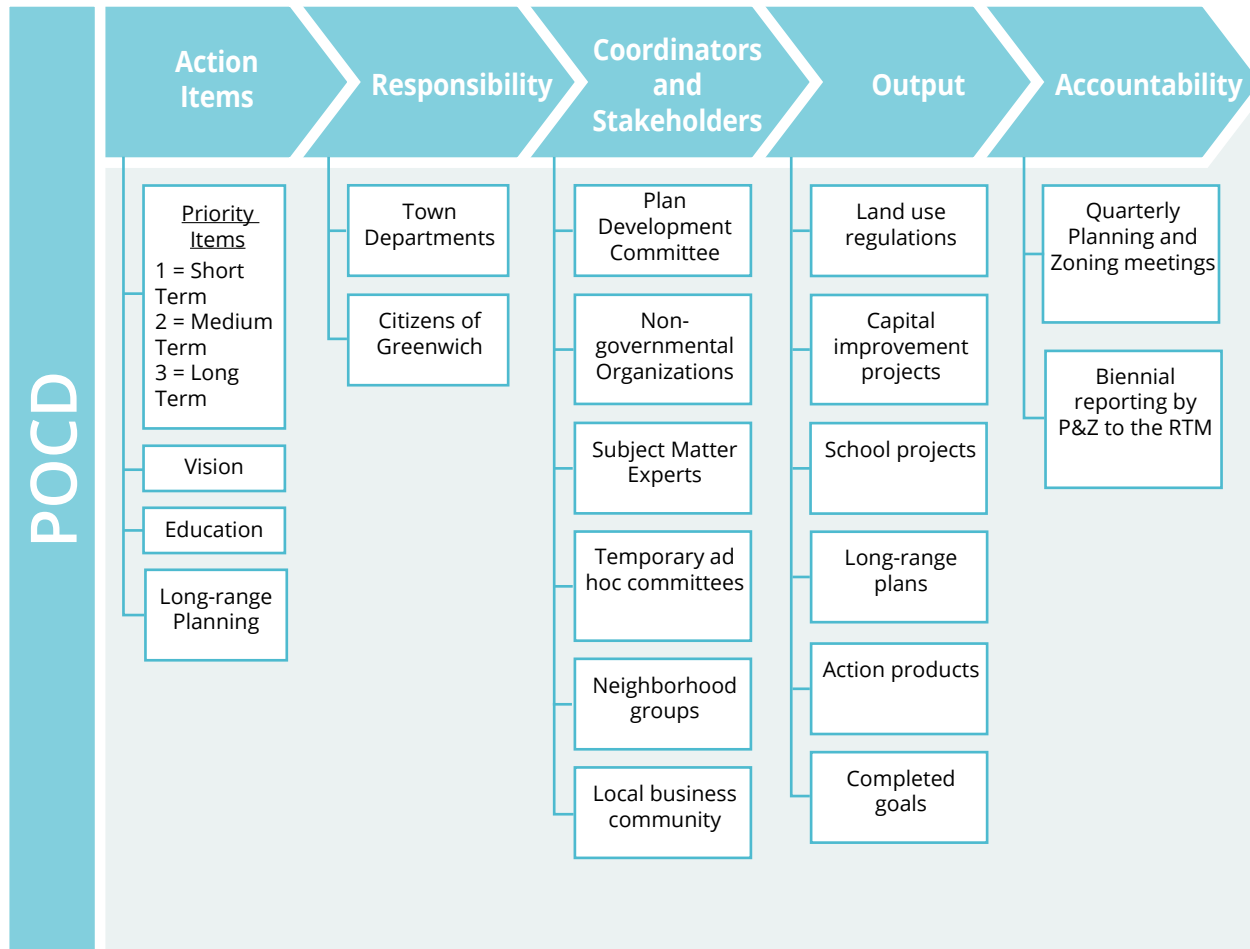 POCD
Action
Items
Responsibility
Coordinators
and
Stakeholders
Output
Accountability
Priority
Items
1 = Short
Term
2 = Medium
Term
3 = Long
Term
Vision
Education
Long-range
Planning
Town
Departments
Citizens of
Greenwich
Plan
Development
Committee
Non-
governmental
Organizations
Subject Matter
Experts
Temporary ad
hoc committees
Neighborhood
groups
Local business
community
Land use
regulations
Capital
improvement
projects
School projects
Long-range
plans
Action products
Completed
goals
Quarterly
Planning and
Zoning meetings
Biennial
reporting by
P&Z to the RTM